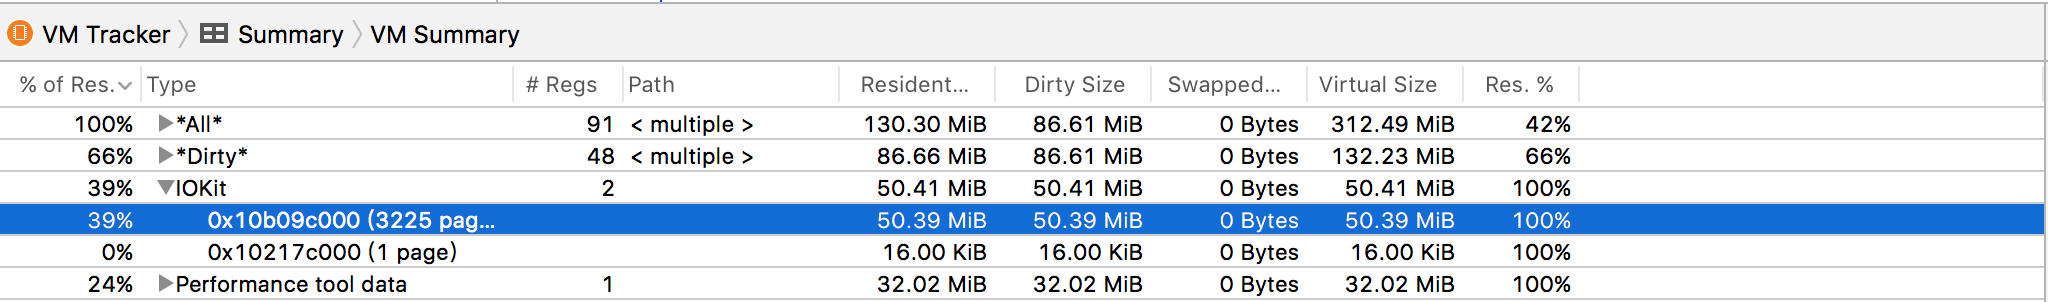 VM Tracker Summary VM Summary
% of Res. Type # Regs Path Resident... Dirty Size Swapped... Virtual Size Res. %
100% *All* 91 < multiple > 130.30 MiB 86.61 MiB 0 Bytes 312.49 MiB 42%
66% *Dirty* 48 < multiple > 86.66 MiB 86.61 MiB 0 Bytes 132.23 MiB 66%
39% IOKit 2 50.41 MiB 50.41 MiB 0 Bytes 50.41 MiB 100%
39% 0x10b09c000 (3225 pag... 50.39 MiB 50.39 MiB 0 Bytes 50.39 MiB 100%
0% 0x10217c000 (1 page) 16.00 KiB 16.00 KiB 0 Bytes 16.00 KiB 100%
24% Performance tool data 1 32.02 MiB 32.02 MiB 0 Bytes 32.02 MiB 100%